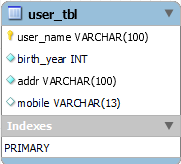 user_tbl
user_name VARCHAR(100)
birth_year INT
addr VARCHAR(100)
mobile VARCHAR(13)
Indexes
PRIMARY